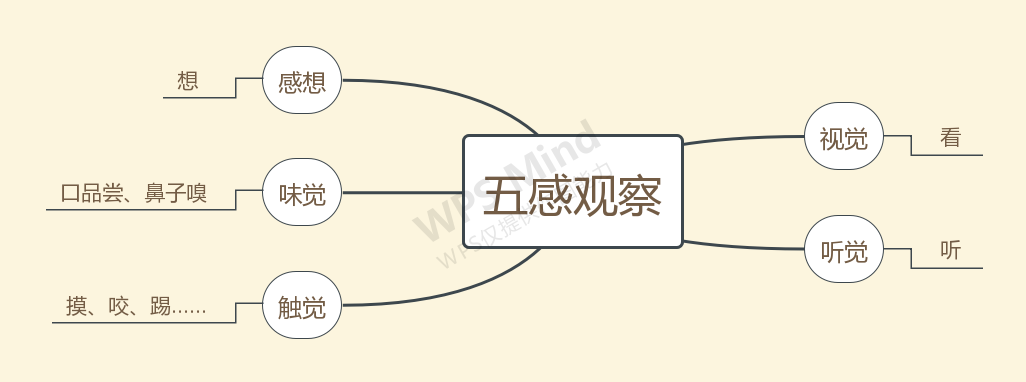 五感观察
视觉
看
听觉
听
感想
想
味觉
口品尝、鼻子嗅
触觉
摸、咬、踢……
WPS Mind